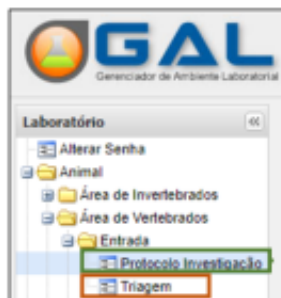 GAL
Gerenciador de Ambiente Laboratorial
Laboratório
Alterar Senha
Animal
Área de Invertebrados
Área de Vertebrados
Entrada
Protocolo Investigação
Triagem